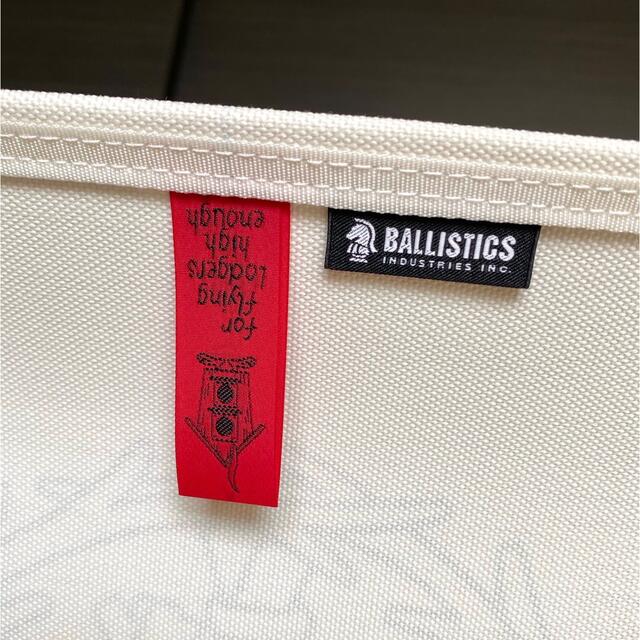 for
flying
Lodgers
high
enough
BALLISTICS
INDUSTRIES INC.